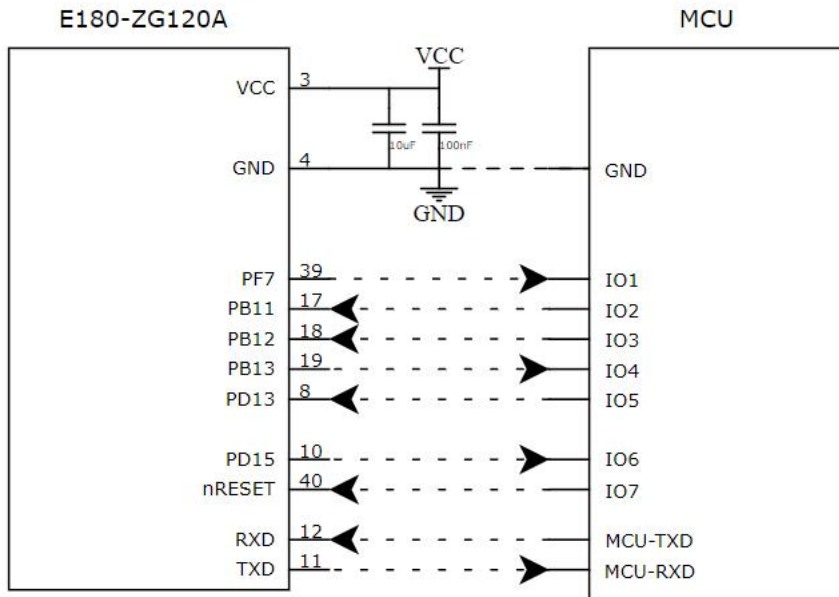 E180-ZG120A MCU
VCC
VCC 3
10uF 100nF
GND 4 GND
GND
PF7 39 IO1
PB11 17 IO2
PB12 18 IO3
PB13 19 IO4
PD13 8 IO5
PD15 10 IO6
nRESET 40 IO7
RXD 12 MCU-TXD
TXD 11 MCU-RXD